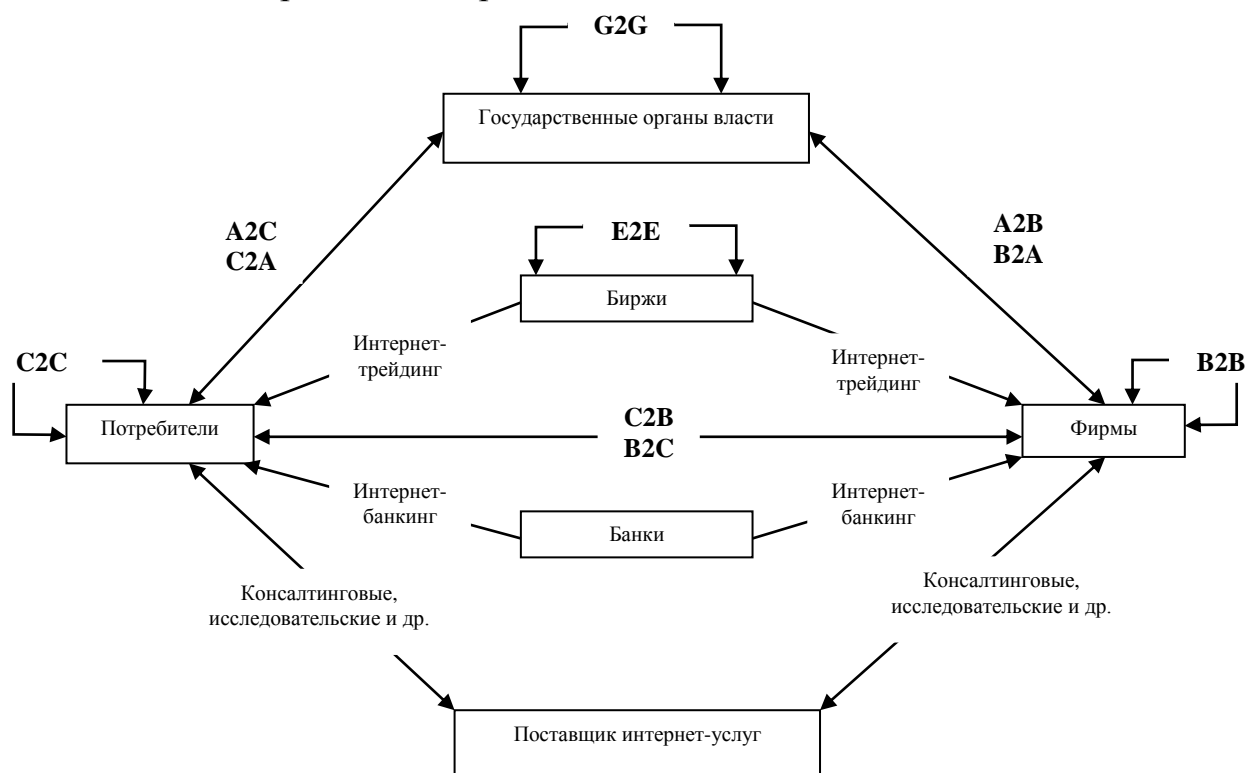 G2G
Государственные органы власти
A2C
C2A
E2E
A2B
B2A
Биржи
Интернет-
трейдинг
Интернет-
трейдинг
C2C
B2B
Потребители
C2B
B2C
Фирмы
Интернет-
банкинг
Интернет-
банкинг
Банки
Консалтинговые,
исследовательские и др.
Консалтинговые,
исследовательские и др.
Поставщик интернет-услуг